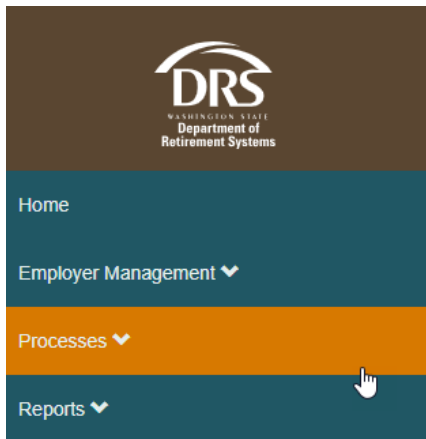 DRS
WASHINGTON STATE
Department of
Retirement Systems
Home
Employer Management
Processes
Reports